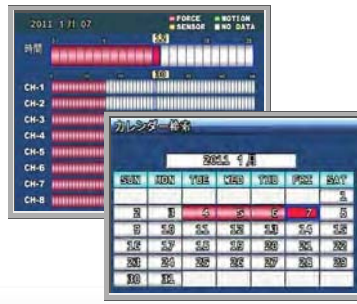 2011 1月 07
FORCE MOTION
SENSOR NO DATA
時間
12
10
CH-1
CH-2
CH-3
CH-4
CH-5
CH-6
CH-7
CH-8
カレンダー検索
2011 1月
SUN MON TUE WED THU FRI SAT
1
2 3 4 5 6 7 8
9 10 11 12 13 14 15
16 17 18 19 20 21 22
23 24 25 26 27 28 29
30 31